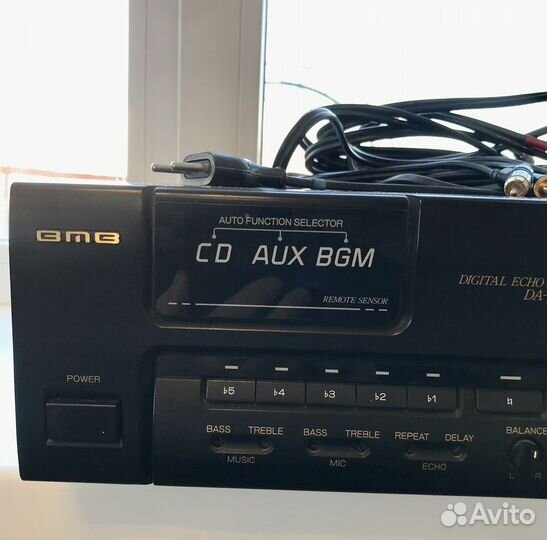 BMB
AUTO FUNCTION SELECTOR
CD AUX BGM
REMOTE SENSOR
DIGITAL ECHO
DA-
POWER
♭5 ♭4 ♭3 ♭2 ♭1 ♮
BASS TREBLE BASS TREBLE REPEAT DELAY BALANCE
MUSIC MIC ECHO
L R
Avito